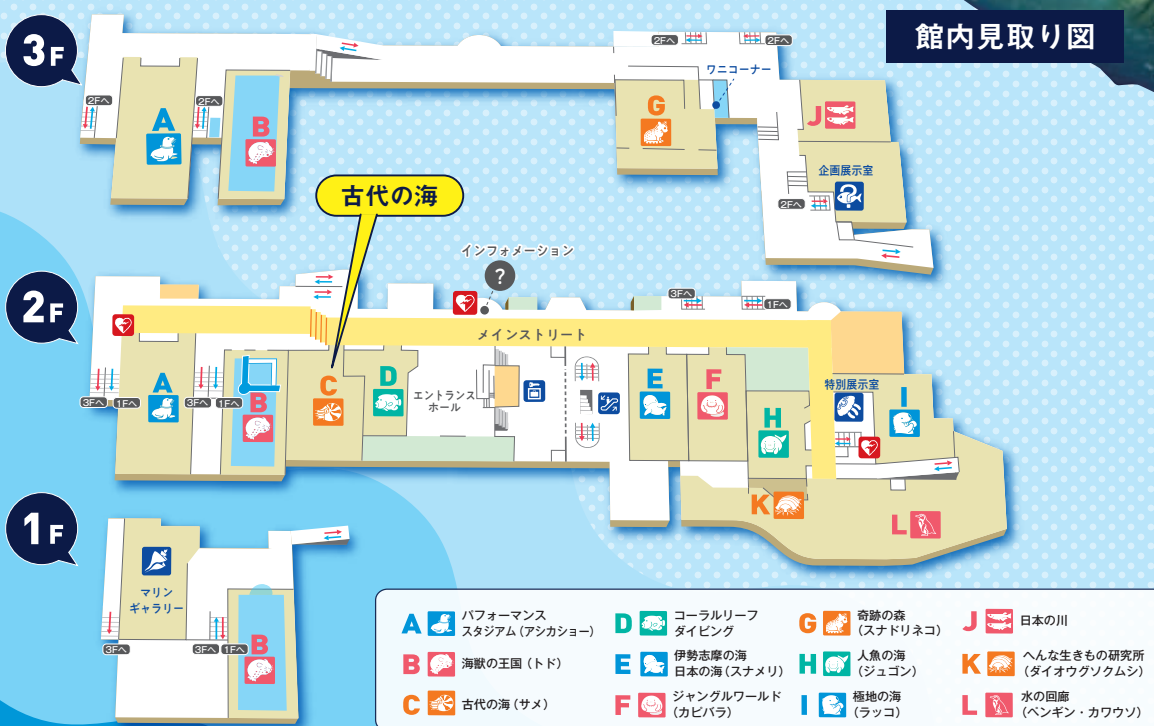 館内見取り図
3F
2Fへ
2Fへ
A
B
2Fへ
2Fへ
ワニコーナー
G
J
企画展示室
2Fへ
古代の海
インフォメーション
?
2F
3Fへ
1Fへ
メインストリート
A
3Fへ
1Fへ
3Fへ
1Fへ
B
C
D
エントランス
ホール
E
F
H
特別展示室
I
K
L
1F
マリン
ギャラリー
3Fへ
3Fへ
1Fへ
B
A パフォーマンス
スタジアム(アシカショー)
B 海獣の王国(トド)
C 古代の海(サメ)
D コーラルリーフ
ダイビング
E 伊勢志摩の海
日本の海(スナメリ)
F ジャングルワールド
(カピバラ)
G 奇跡の森
(スナドリネコ)
H 人魚の海
(ジュゴン)
I 極地の海
(ラッコ)
J 日本の川
K へんな生きもの研究所
(ダイオウグソクムシ)
L 水の回廊
(ペンギン・カワウソ)